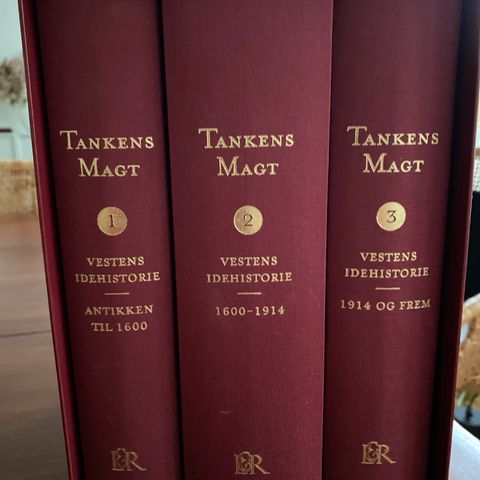 TANKENS
MAGT
1
VESTENS
IDEHISTORIE
ANTIKKEN
TIL 1600
L&R
TANKENS
MAGT
2
VESTENS
IDEHISTORIE
1600-1914
L&R
TANKENS
MAGT
3
VESTENS
IDEHISTORIE
1914 OG FREM
L&R